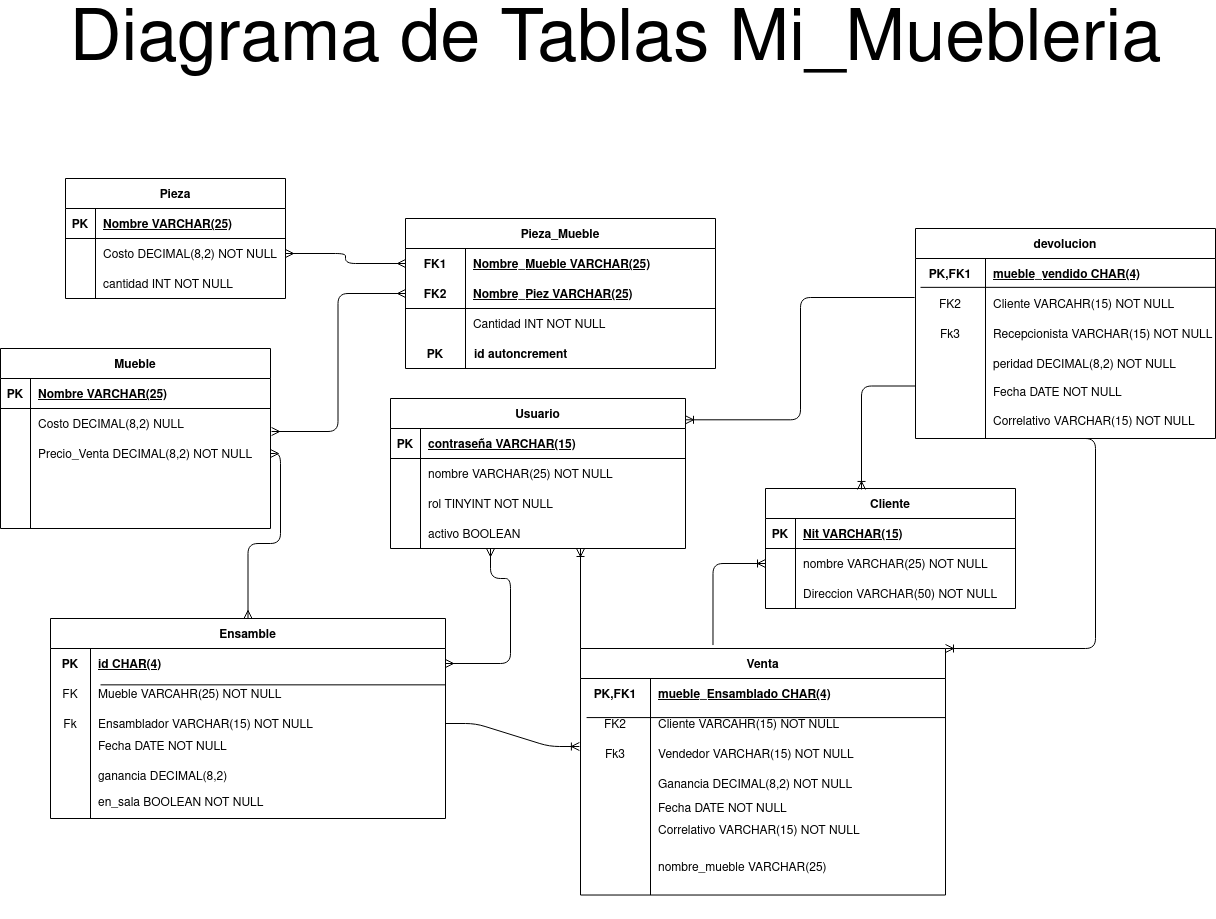 Diagrama de Tablas Mi_Muebleria
Pieza
PK Nombre VARCHAR(25)
Costo DECIMAL(8,2) NOT NULL
cantidad INT NOT NULL
Pieza_Mueble
FK1 Nombre_Mueble VARCHAR(25)
FK2 Nombre_Piez VARCHAR(25)
Cantidad INT NOT NULL
PK id autoncrement
devolucion
PK,FK1 mueble_vendido CHAR(4)
FK2 Cliente VARCAHR(15) NOT NULL
Fk3 Recepcionista VARCHAR(15) NOT NULL
peridad DECIMAL(8,2) NOT NULL
Fecha DATE NOT NULL
Correlativo VARCHAR(15) NOT NULL
Mueble
PK Nombre VARCHAR(25)
Costo DECIMAL(8,2) NULL
Precio_Venta DECIMAL(8,2) NOT NULL
Usuario
PK contraseña VARCHAR(15)
nombre VARCHAR(25) NOT NULL
rol TINYINT NOT NULL
activo BOOLEAN
Cliente
PK Nit VARCHAR(15)
nombre VARCHAR(25) NOT NULL
Direccion VARCHAR(50) NOT NULL
Ensamble
PK id CHAR(4)
FK Mueble VARCAHR(25) NOT NULL
Fk Ensamblador VARCHAR(15) NOT NULL
Fecha DATE NOT NULL
ganancia DECIMAL(8,2)
en_sala BOOLEAN NOT NULL
Venta
PK,FK1 mueble_Ensamblado CHAR(4)
FK2 Cliente VARCAHR(15) NOT NULL
Fk3 Vendedor VARCHAR(15) NOT NULL
Ganancia DECIMAL(8,2) NOT NULL
Fecha DATE NOT NULL
Correlativo VARCHAR(15) NOT NULL
nombre_mueble VARCHAR(25)